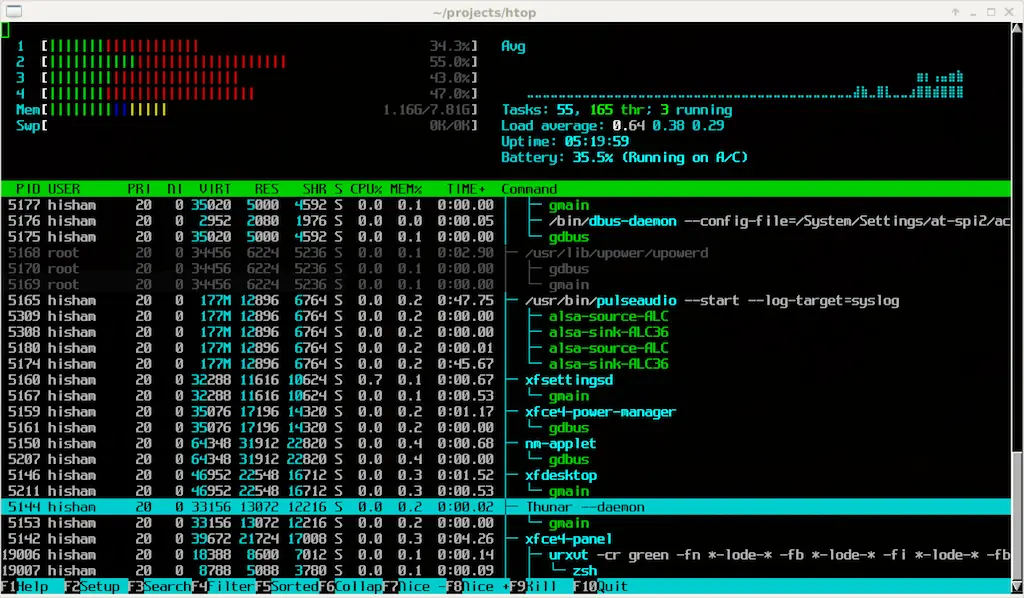 ~/projects/htop
1 [|||||||||||||||||||| 34.3%]
2 [|||||||||||||||||||||||||||||||| 55.0%]
3 [||||||||||||||||||||||||| 43.0%]
4 [|||||||||||||||||||||||||||| 47.0%]
Mem[|||||||||||||||| 1.16G/7.81G]
Swp[ 0K/0K]
Avg
Tasks: 55, 165 thr; 3 running
Load average: 0.64 0.38 0.29
Uptime: 05:19:59
Battery: 35.5% (Running on A/C)
PID USER PRI NI VIRT RES SHR S CPU% MEM% TIME+ Command
5177 hisham 20 0 35020 5000 4592 S 0.0 0.1 0:00.00 │ ├─ gmain
5176 hisham 20 0 2952 2080 1976 S 0.0 0.0 0:00.05 │ ├─ /bin/dbus-daemon --config-file=/System/Settings/at-spi2/ac
5175 hisham 20 0 35020 5000 4592 S 0.0 0.1 0:00.00 │ └─ gdbus
5168 root 20 0 34456 6224 5236 S 0.0 0.1 0:02.90 ├─ /usr/lib/upower/upowerd
5170 root 20 0 34456 6224 5236 S 0.0 0.1 0:00.00 │ ├─ gdbus
5169 root 20 0 34456 6224 5236 S 0.0 0.1 0:00.00 │ └─ gmain
5165 hisham 20 0 177M 12896 6764 S 0.0 0.2 0:47.75 ├─ /usr/bin/pulseaudio --start --log-target=syslog
5309 hisham 20 0 177M 12896 6764 S 0.0 0.2 0:00.00 │ ├─ alsa-source-ALC
5308 hisham 20 0 177M 12896 6764 S 0.0 0.2 0:00.00 │ ├─ alsa-sink-ALC36
5180 hisham 20 0 177M 12896 6764 S 0.0 0.2 0:00.01 │ ├─ alsa-source-ALC
5174 hisham 20 0 177M 12896 6764 S 0.0 0.2 0:45.67 │ └─ alsa-sink-ALC36
5160 hisham 20 0 32288 11616 10624 S 0.7 0.1 0:00.67 ├─ xfsettingsd
5167 hisham 20 0 32288 11616 10624 S 0.0 0.1 0:00.53 │ └─ gmain
5159 hisham 20 0 35076 17196 14320 S 0.0 0.2 0:01.17 ├─ xfce4-power-manager
5161 hisham 20 0 35076 17196 14320 S 0.0 0.2 0:00.00 │ └─ gdbus
5150 hisham 20 0 64348 31912 22820 S 0.0 0.4 0:00.68 ├─ nm-applet
5207 hisham 20 0 64348 31912 22820 S 0.0 0.4 0:00.00 │ └─ gdbus
5146 hisham 20 0 46952 22548 16712 S 0.0 0.3 0:01.52 ├─ xfdesktop
5211 hisham 20 0 46952 22548 16712 S 0.0 0.3 0:00.53 │ └─ gmain
5144 hisham 20 0 33156 13072 12216 S 0.0 0.2 0:00.02 ├─ Thunar --daemon
5153 hisham 20 0 33156 13072 12216 S 0.0 0.2 0:00.00 │ └─ gmain
5142 hisham 20 0 39672 21724 17008 S 0.0 0.3 0:04.26 ├─ xfce4-panel
19006 hisham 20 0 18388 8600 7012 S 0.0 0.1 0:00.14 │ ├─ urxvt -cr green -fn *-lode-* -fb *-lode-* -fi *-lode-* -fb
19007 hisham 20 0 8788 5088 3780 S 0.0 0.1 0:00.09 │ │ └─ zsh
F1Help F2Setup F3SearchF4FilterF5SortedF6CollapF7Nice -F8Nice +F9Kill F10Quit